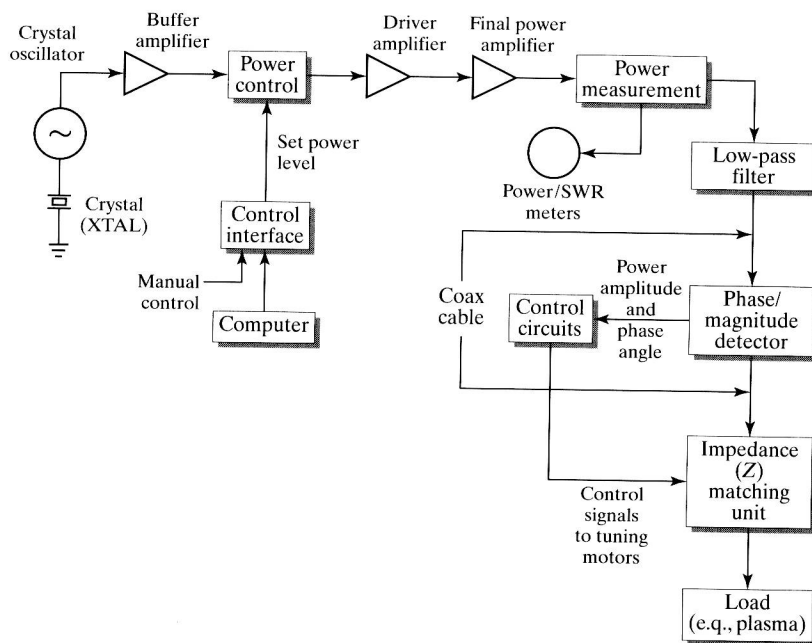 Crystal
oscillator
Buffer
amplifier
Power
control
Driver
amplifier
Final power
amplifier
Power
measurement
Set power
level
Power/SWR
meters
Low-pass
filter
Crystal
(XTAL)
Control
interface
Manual
control
Computer
Coax
cable
Control
circuits
Power
amplitude
and
phase
angle
Phase/
magnitude
detector
Control
signals
to tuning
motors
Impedance
(Z)
matching
unit
Load
(e.q., plasma)